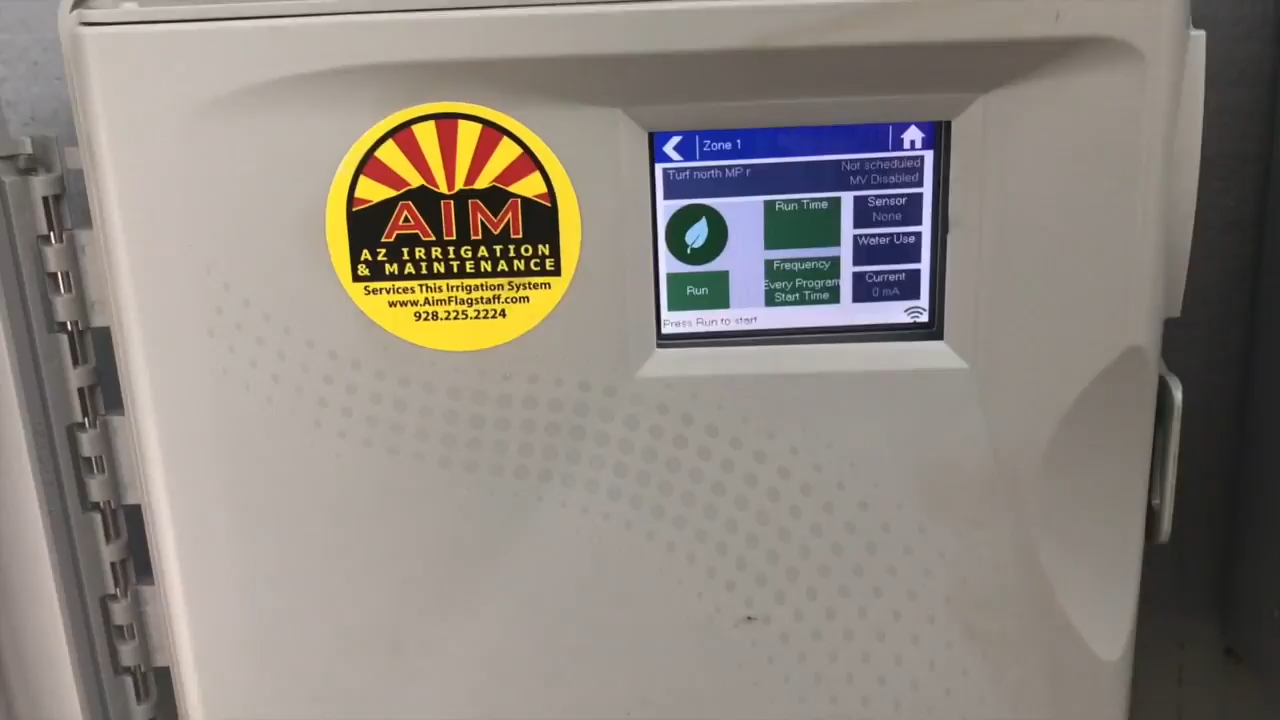 AIM
AZ IRRIGATION
& MAINTENANCE
Services This Irrigation System
www.AimFlagstaff.com
928.225.2224
Zone 1
Turf north MP r
Not scheduled
MV Disabled
Run Time
Sensor
None
Water Use
Run
Frequency
Every Program
Start Time
Current
0 mA
Press Run to start